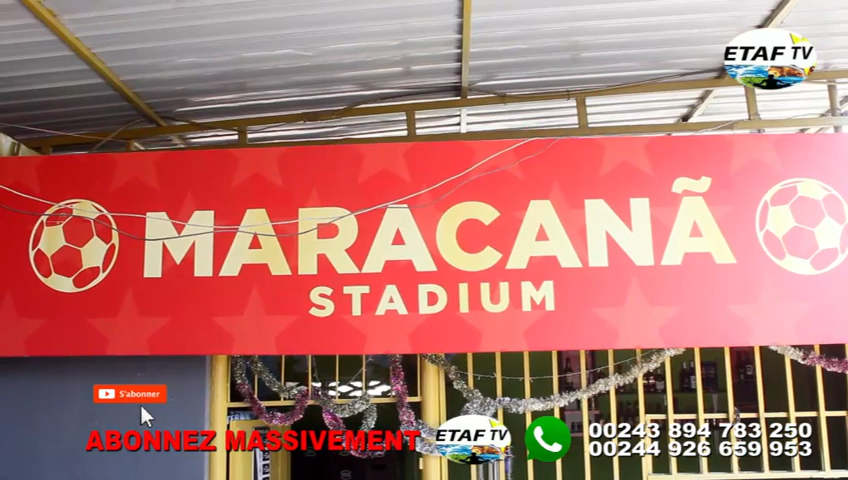 ETAF TV
MARACANÃ
STADIUM
S'abonner
ABONNEZ MASSIVEMENT
ETAF TV
00243 894 783 250
00244 926 659 953